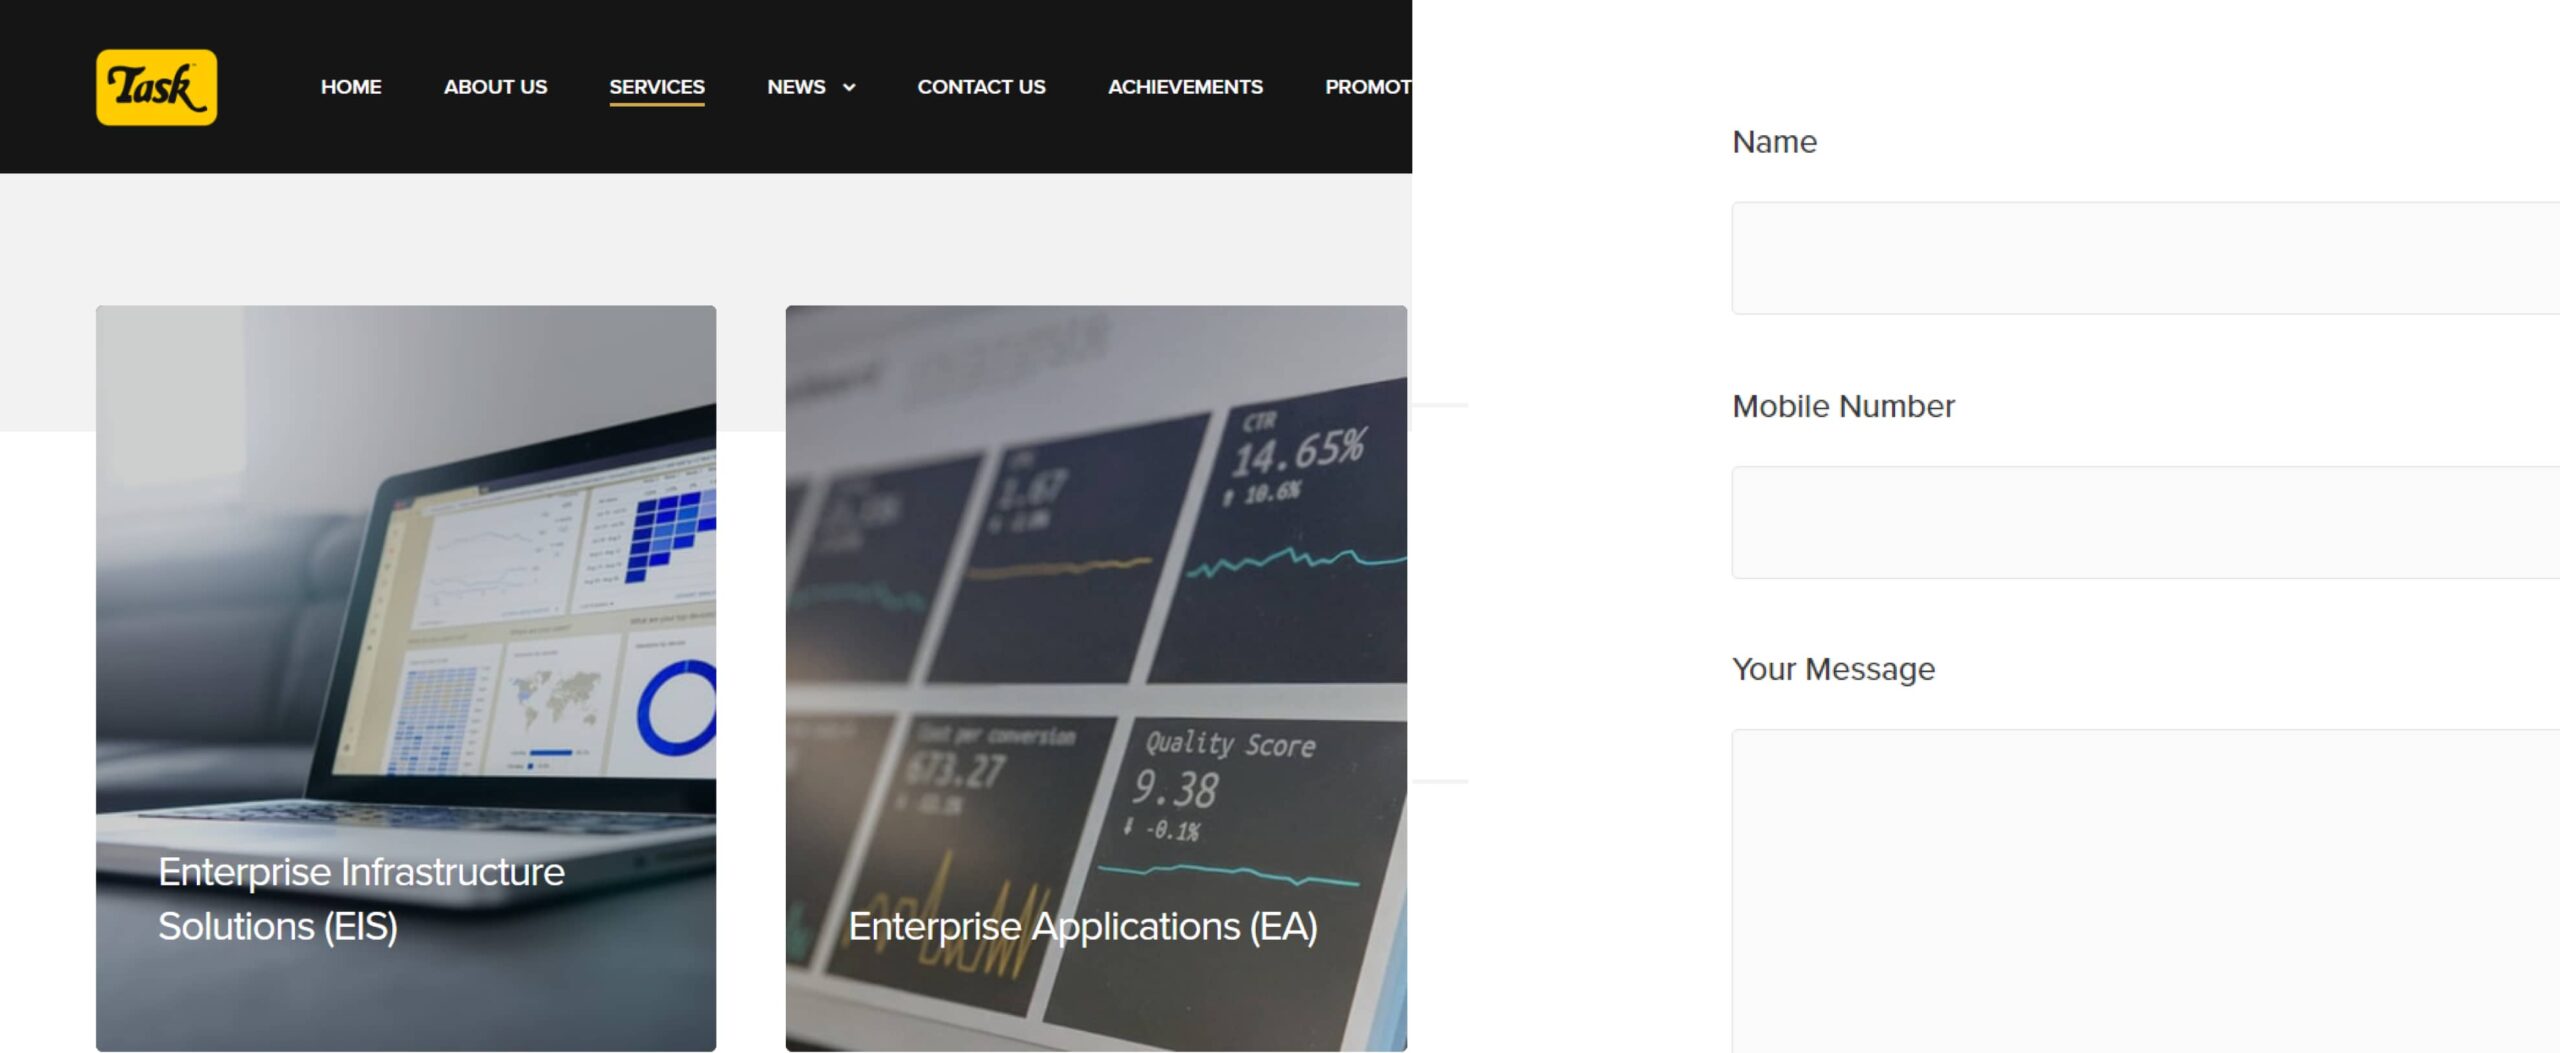 Task
HOME ABOUT US SERVICES NEWS CONTACT US ACHIEVEMENTS PROMOT
CTR
14.65%
10.6%
Cost per conversion
673.27
Quality Score
9.38
-0.1%
Enterprise Infrastructure
Solutions (EIS)
Enterprise Applications (EA)
Name
Mobile Number
Your Message